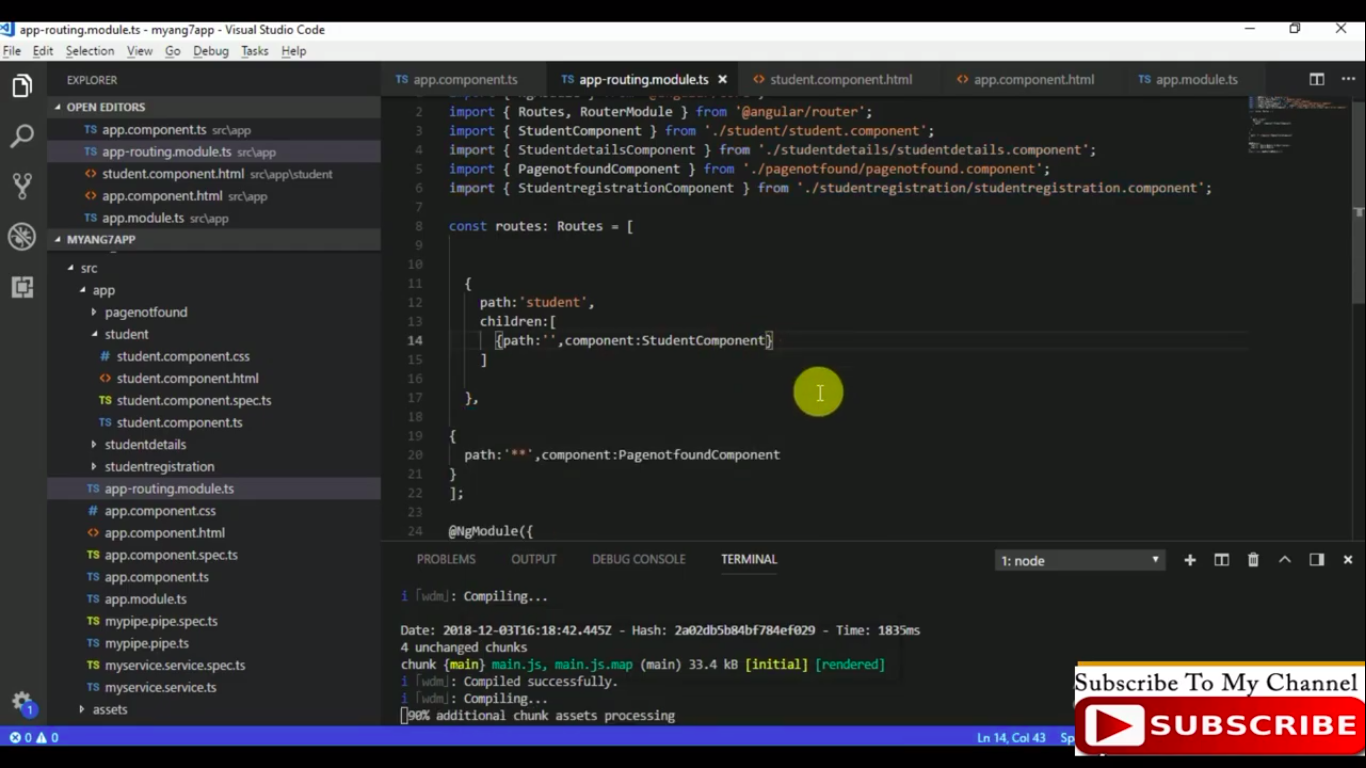 app-routing.module.ts - myang7app - Visual Studio Code
File Edit Selection View Go Debug Tasks Help
EXPLORER
OPEN EDITORS
TS app.component.ts src\app
TS app-routing.module.ts src\app
<> student.component.html src\app\student
<> app.component.html src\app
TS app.module.ts src\app
MYANG7APP
src
app
pagenotfound
student
# student.component.css
<> student.component.html
TS student.component.spec.ts
TS student.component.ts
studentdetails
studentregistration
TS app-routing.module.ts
# app.component.css
<> app.component.html
TS app.component.spec.ts
TS app.component.ts
TS app.module.ts
TS mypipe.pipe.spec.ts
TS mypipe.pipe.ts
TS myservice.service.spec.ts
TS myservice.service.ts
assets
1
TS app.component.ts TS app-routing.module.ts × <> student.component.html <> app.component.html TS app.module.ts
2 import { Routes, RouterModule } from '@angular/router';
3 import { StudentComponent } from './student/student.component';
4 import { StudentdetailsComponent } from './studentdetails/studentdetails.component';
5 import { PagenotfoundComponent } from './pagenotfound/pagenotfound.component';
6 import { StudentregistrationComponent } from './studentregistration/studentregistration.component';
7
8 const routes: Routes = [
9
10
11 {
12 path:'student',
13 children:[
14 {path:'',component:StudentComponent}
15 ]
16
17 },
18
19 {
20 path:'**',component:PagenotfoundComponent
21 }
22 ];
23
24 @NgModule({
PROBLEMS OUTPUT DEBUG CONSOLE TERMINAL 1: node
i ｢wdm｣: Compiling...
Date: 2018-12-03T16:18:42.445Z - Hash: 2a02db5b84bf784ef029 - Time: 1835ms
4 unchanged chunks
chunk {main} main.js, main.js.map (main) 33.4 kB [initial] [rendered]
i ｢wdm｣: Compiled successfully.
i ｢wdm｣: Compiling...
90% additional chunk assets processing
0 0 Ln 14, Col 43
Subscribe To My Channel
SUBSCRIBE